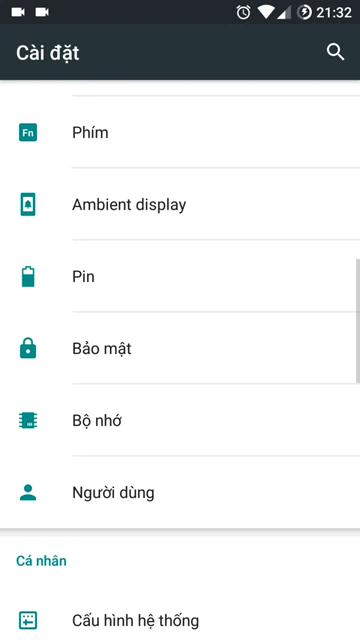 21:32
Cài đặt
Fn
Phím
Ambient display
Pin
Bảo mật
Bộ nhớ
Người dùng
Cá nhân
Cấu hình hệ thống